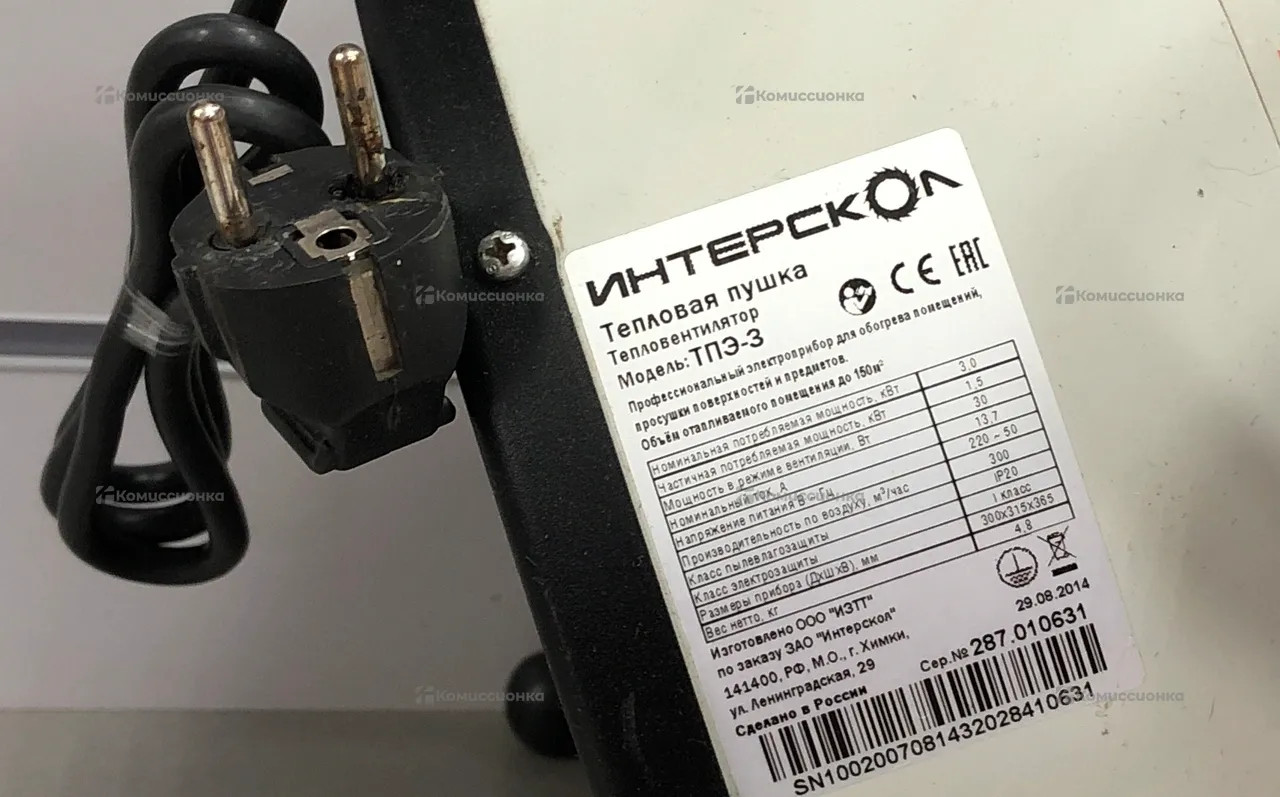 ИНТЕРСКОЛ
Тепловая пушка
Тепловентилятор
Модель: ТПЭ-3
CE EAC
Профессиональный электроприбор для обогрева помещений,
просушки поверхностей и предметов.
Объём отапливаемого помещения до 150м²
Номинальная потребляемая мощность, кВт 3,0
Частичная потребляемая мощность, кВт 1,5
Мощность в режиме вентиляции, Вт 30
Номинальный ток, А 13,7
Напряжение питания В ~ Гц 220 ~ 50
Производительность по воздуху, м³/час 300
Класс пылевлагозащиты IP20
Класс электрозащиты I класс
Размеры прибора (ДхШхВ), мм 300х315х365
Вес нетто, кг 4,8
Изготовлено ООО "ИЗТТ"
по заказу ЗАО "Интерскол"
141400, РФ, М.О., г. Химки,
ул. Ленинградская, 29
Сделано в России
29.08.2014
Сер.№ 287.010631
SN1002007081432028410631
Комиссионка
Комиссионка
Комиссионка
Комиссионка
Комиссионка
Комиссионка
Комиссионка
Комиссионка